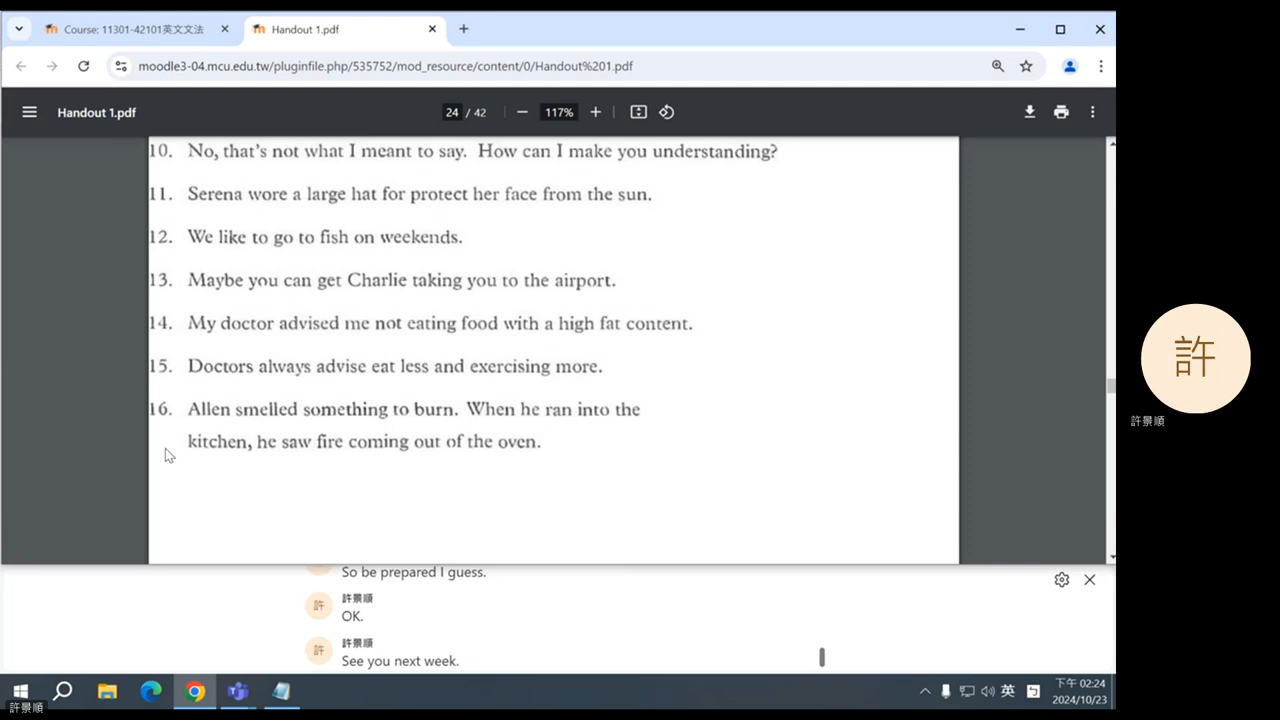 Course: 11301-42101英文文法
Handout 1.pdf
moodle3-04.mcu.edu.tw/pluginfile.php/535752/mod_resource/content/0/Handout%201.pdf
Handout 1.pdf
24 / 42
117%
10. No, that's not what I meant to say. How can I make you understanding?
11. Serena wore a large hat for protect her face from the sun.
12. We like to go to fish on weekends.
13. Maybe you can get Charlie taking you to the airport.
14. My doctor advised me not eating food with a high fat content.
15. Doctors always advise eat less and exercising more.
16. Allen smelled something to burn. When he ran into the
kitchen, he saw fire coming out of the oven.
許
許景順
So be prepared I guess.
許
許景順
OK.
許
許景順
See you next week.
英
ㄅ
下午 02:24
2024/10/23
許景順